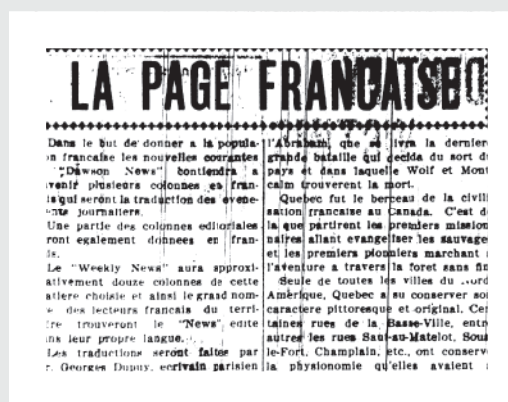 LA PAGE FRANCAISE
Dans le but de donner a la popula-
on francaise les nouvelles courantes
"Dawson News" contiendra a
venir plusieurs colonnes en fran-
is qui seront la traduction des evene-
nts journaliers.
Une partie des colonnes editoriales
ront egalement donnees en fran-
is.
Le "Weekly News" aura approxi-
ativement douze colonnes de cette
atiere choisie et ainsi le grand nom-
e des lecteurs francais du terri-
ire trouveront le "News" edite
ns leur propre langue.
Les traductions seront faites par
r. Georges Dupuy, ecrivain parisien
l'Abraham, que se livra la derniere
grande bataille qui decida du sort d
pays et dans laquelle Wolf et Mont
calm trouverent la mort.
Quebec fut le berceau de la civili
sation francaise au Canada. C'est d
la que partirent les premiers mission
naires allant evangeliser les sauvage
et les premiers pionniers marchant
l'aventure a travers la foret sans fin
Seule de toutes les villes du Nord
Amerique, Quebec a su conserver son
caractere pittoresque et original. Cer
taines rues de la Basse-Ville, entre
autres les rues Saut-au-Matelot, Sous
le-Fort, Champlain, etc., ont conserv
la physionomie qu'elles avaient